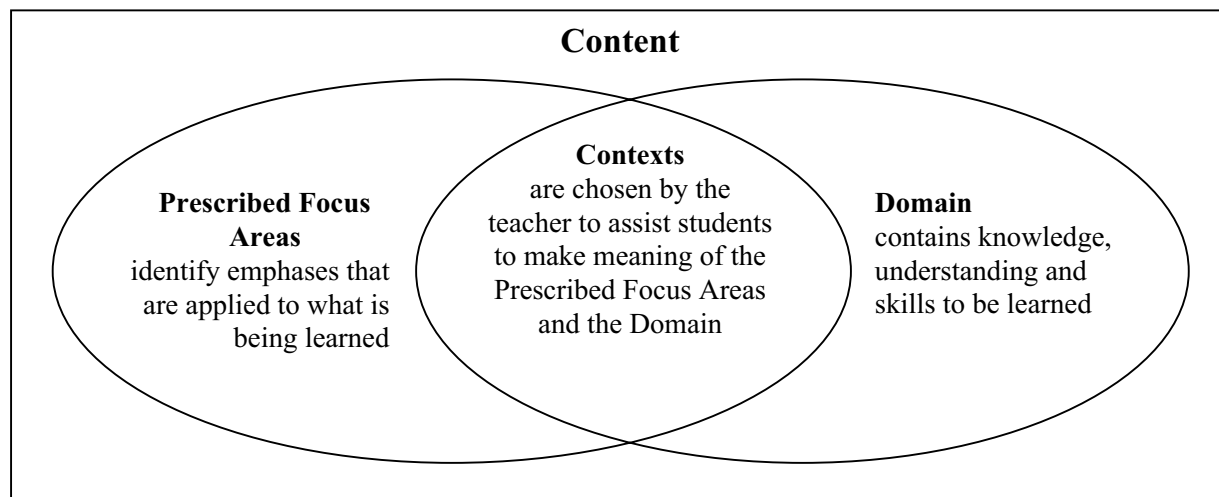 Content
Prescribed Focus
Areas
identify emphases that
are applied to what is
being learned
Contexts
are chosen by the
teacher to assist students
to make meaning of the
Prescribed Focus Areas
and the Domain
Domain
contains knowledge,
understanding and
skills to be learned